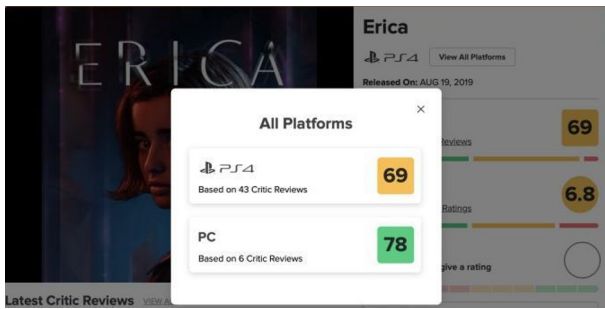 ERICA
Erica
PS4 View All Platforms
Released On: AUG 19, 2019
×
All Platforms
PS4
69
Based on 43 Critic Reviews
PC
78
Based on 6 Critic Reviews
Reviews
69
Ratings
6.8
give a rating
Latest Critic Reviews VIEW A